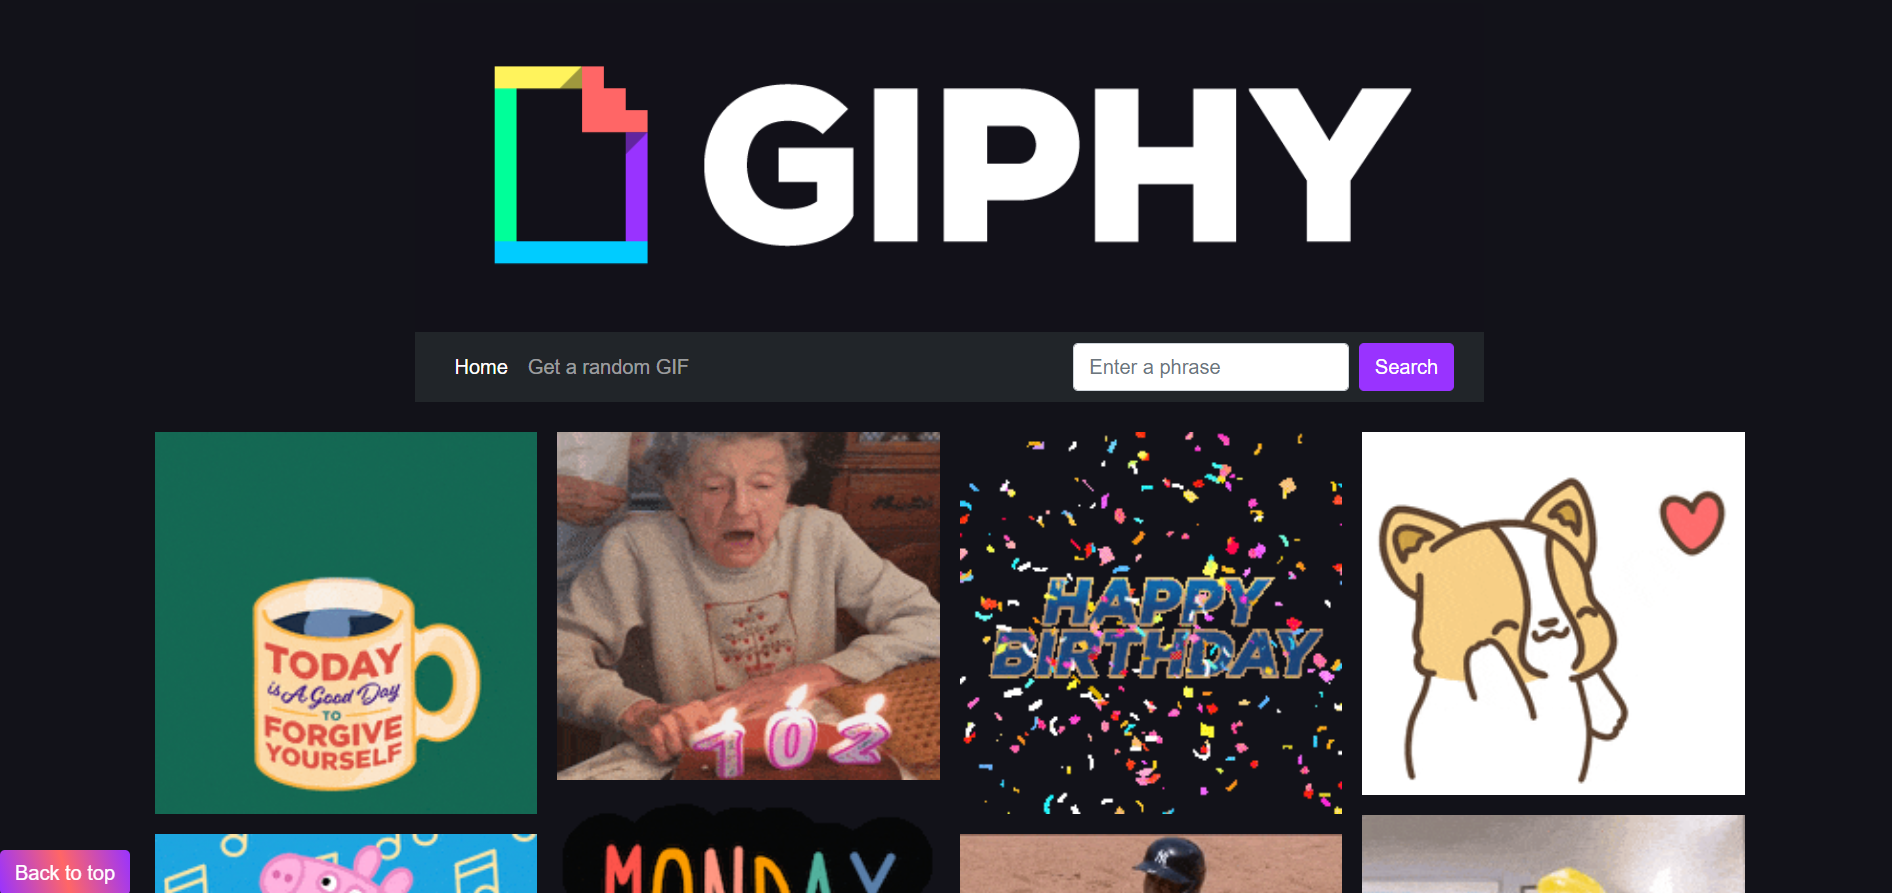 GIPHY
Home
Get a random GIF
Enter a phrase
Search
TODAY
is A Good Day
TO
FORGIVE
YOURSELF
102
HAPPY
BIRTHDAY
MONDAY
NY
Back to top